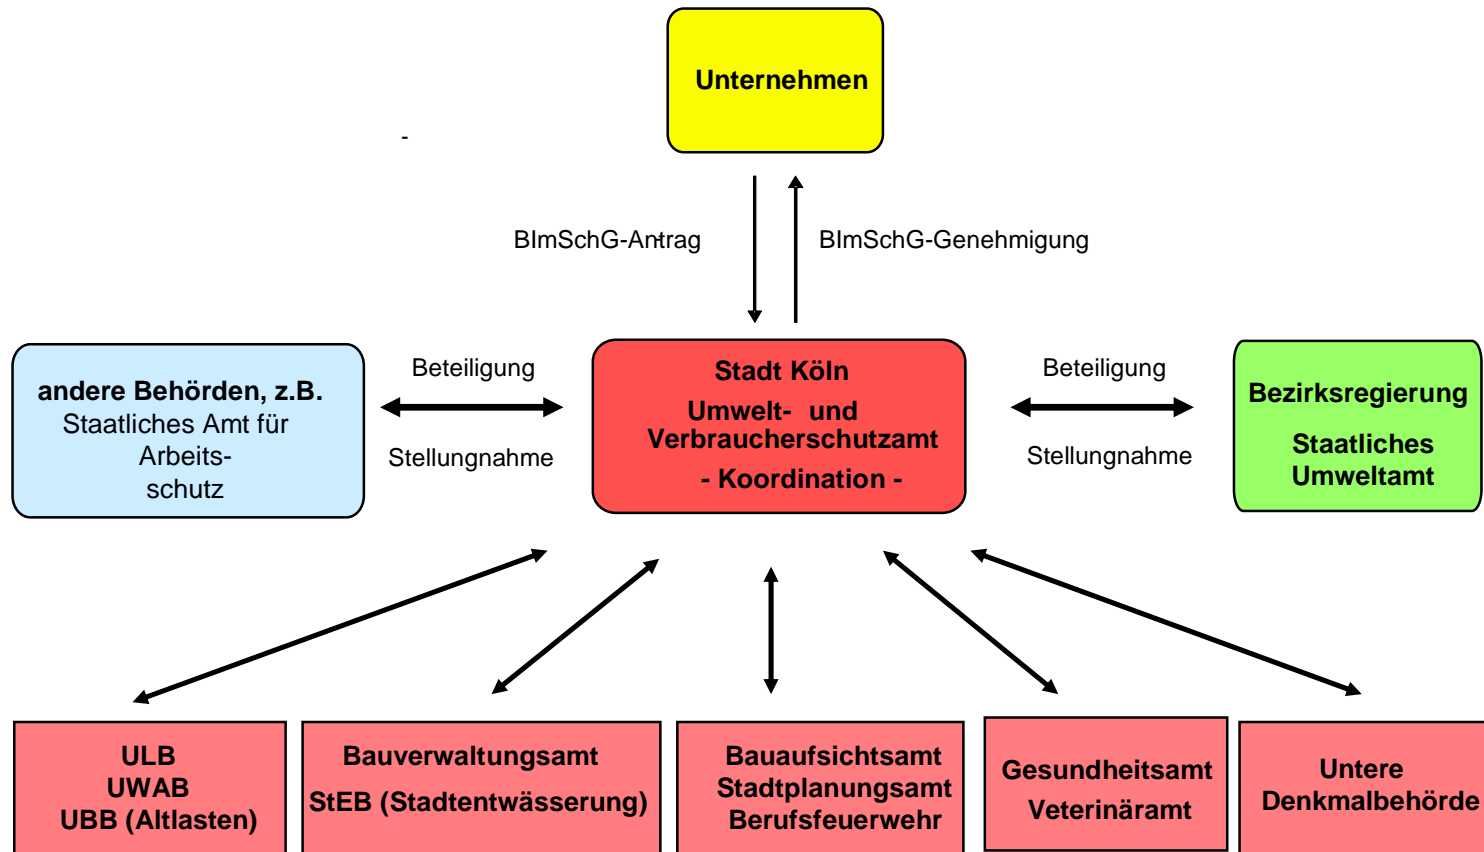 Unternehmen
-
BImSchG-Antrag
BImSchG-Genehmigung
andere Behörden, z.B.
Staatliches Amt für
Arbeits-
schutz
Beteiligung
Stellungnahme
Stadt Köln
Umwelt- und
Verbraucherschutzamt
- Koordination -
Beteiligung
Stellungnahme
Bezirksregierung
Staatliches
Umweltamt
ULB
UWAB
UBB (Altlasten)
Bauverwaltungsamt
StEB (Stadtentwässerung)
Bauaufsichtsamt
Stadtplanungsamt
Berufsfeuerwehr
Gesundheitsamt
Veterinäramt
Untere
Denkmalbehörde